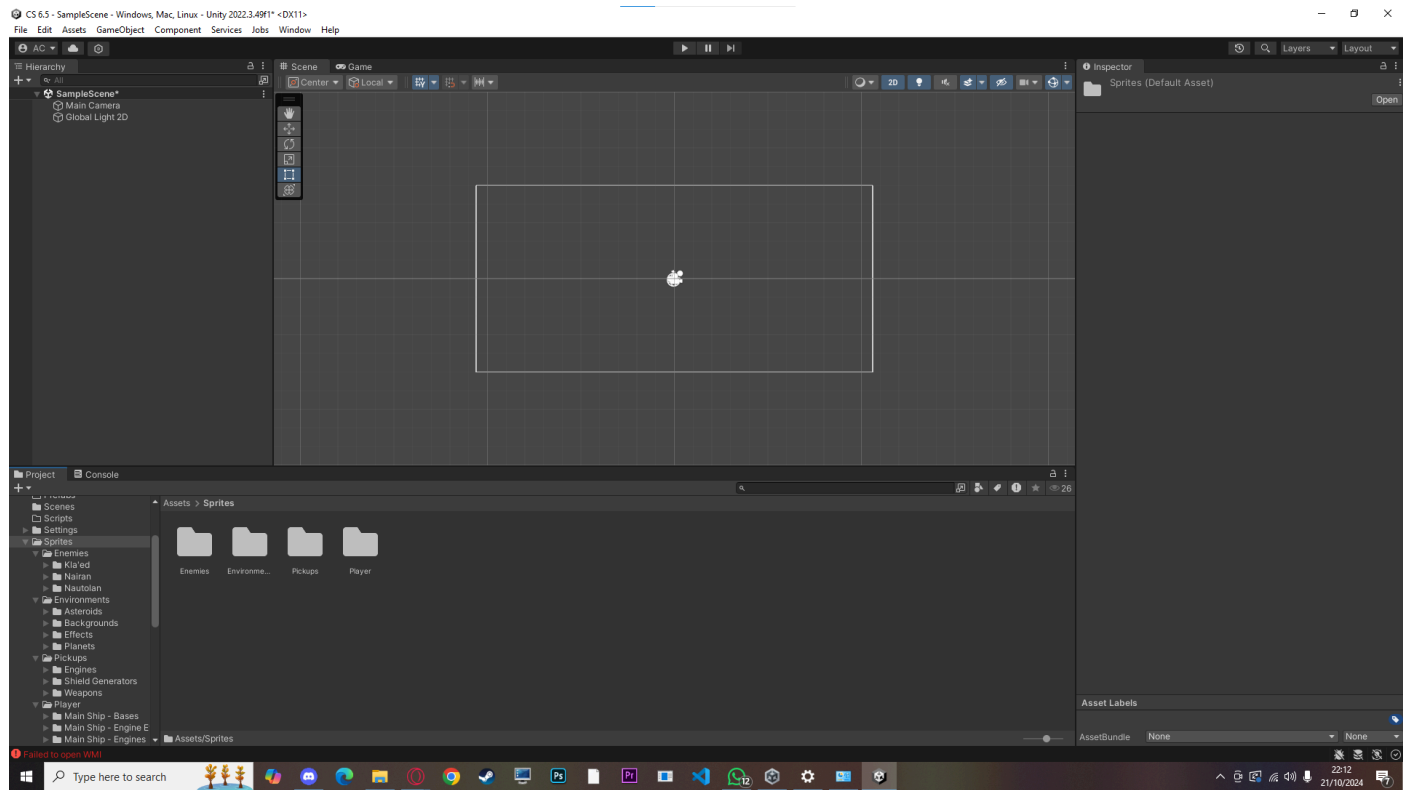 CS 6.5 - SampleScene - Windows, Mac, Linux - Unity 2022.3.49f1* <DX11>
File Edit Assets GameObject Component Services Jobs Window Help
AC Layers Layout
Hierarchy
All
SampleScene*
Main Camera
Global Light 2D
Scene Game
Center Local 2D
Inspector
Sprites (Default Asset)
Open
Project Console
26
Scenes
Scripts
Settings
Sprites
Enemies
Kla'ed
Nairan
Nautolan
Environments
Asteroids
Backgrounds
Effects
Planets
Pickups
Engines
Shield Generators
Weapons
Player
Main Ship - Bases
Main Ship - Engine E
Main Ship - Engines
Assets > Sprites
Enemies Environme... Pickups Player
Assets/Sprites
Asset Labels
AssetBundle None None
Failed to open WMI
Type here to search
Ps
Pr
12
22:12
21/10/2024
7